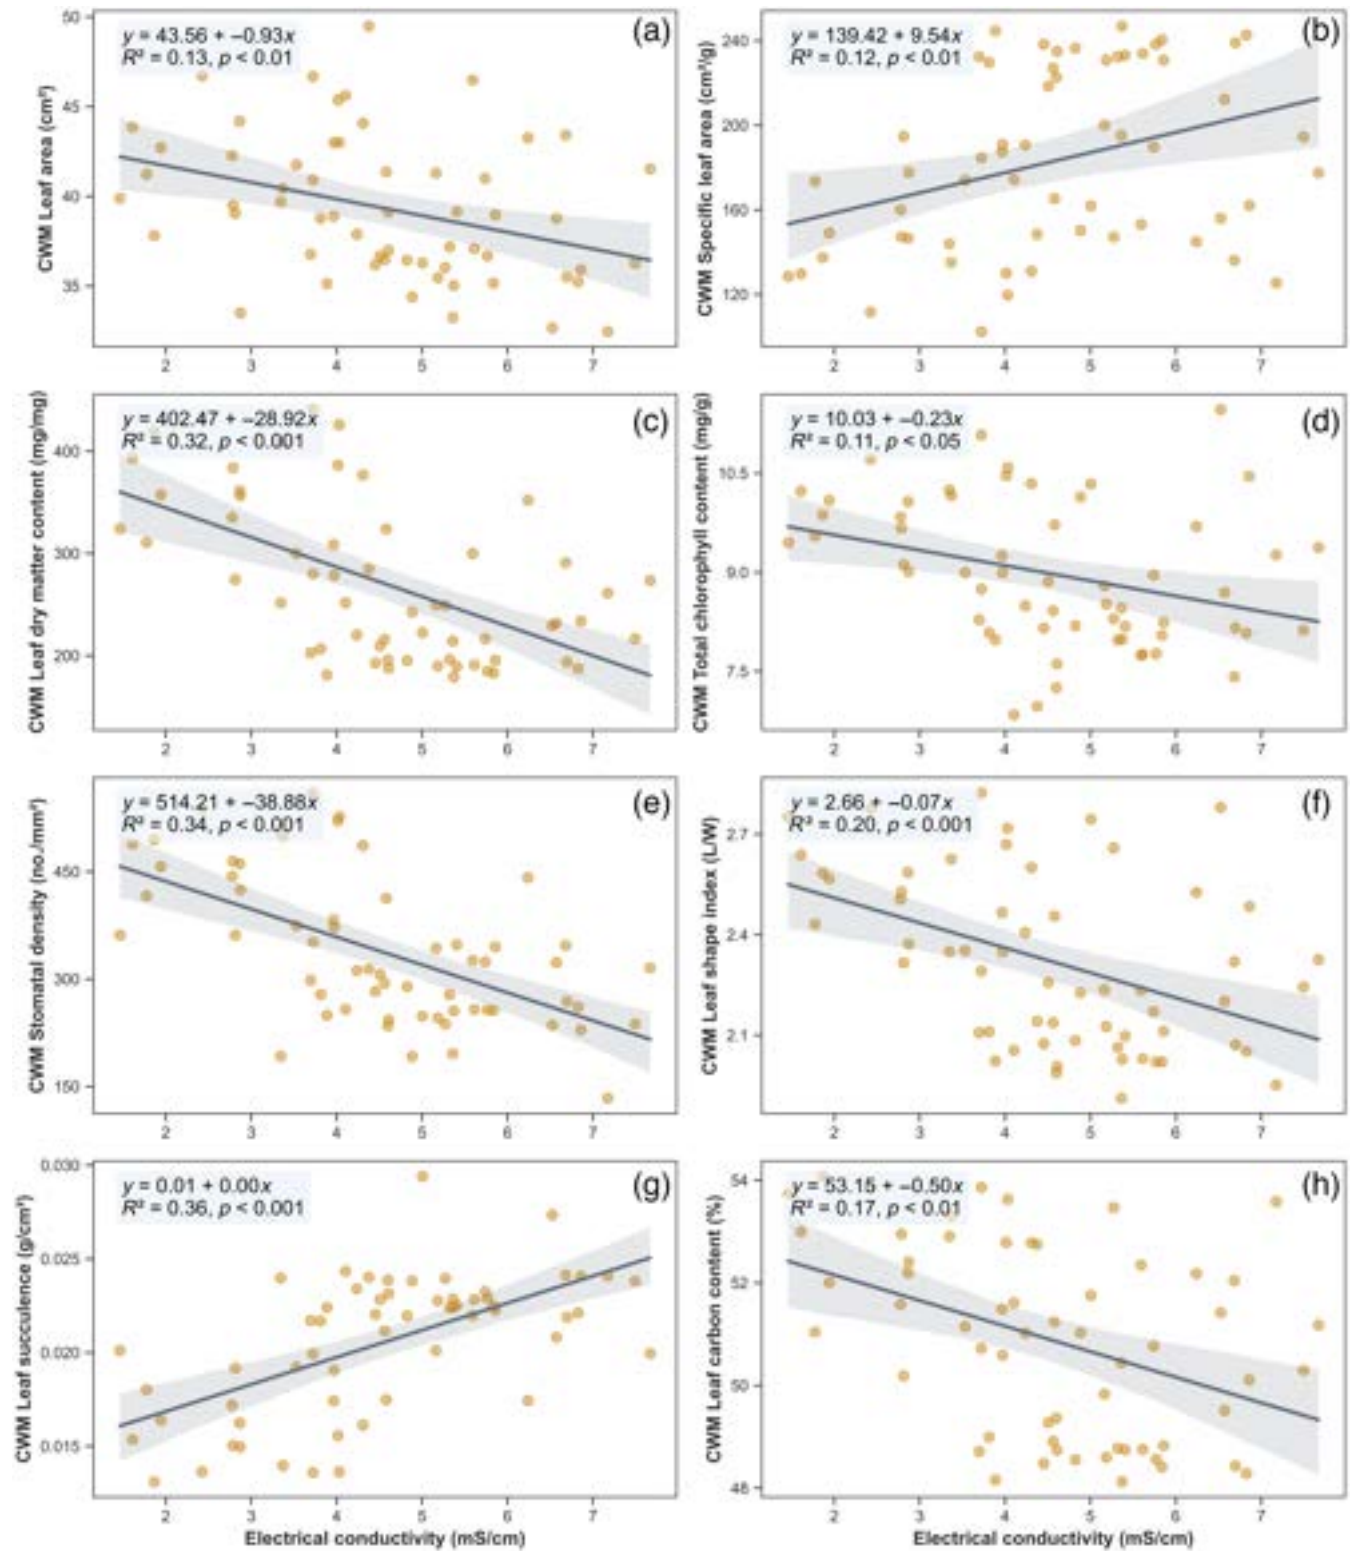 (a)
y = 43.56 + −0.93x
R² = 0.13, p < 0.01
CWM Leaf area (cm²)
50
45
40
35
2 3 4 5 6 7
(b)
y = 139.42 + 9.54x
R² = 0.12, p < 0.01
CWM Specific leaf area (cm²/g)
240
200
160
120
2 3 4 5 6 7
(c)
y = 402.47 + −28.92x
R² = 0.32, p < 0.001
CWM Leaf dry matter content (mg/mg)
400
300
200
2 3 4 5 6 7
(d)
y = 10.03 + −0.23x
R² = 0.11, p < 0.05
CWM Total chlorophyll content (mg/g)
10.5
9.0
7.5
2 3 4 5 6 7
(e)
y = 514.21 + −38.88x
R² = 0.34, p < 0.001
CWM Stomatal density (no./mm²)
450
300
150
2 3 4 5 6 7
(f)
y = 2.66 + −0.07x
R² = 0.20, p < 0.001
CWM Leaf shape index (L/W)
2.7
2.4
2.1
2 3 4 5 6 7
(g)
y = 0.01 + 0.00x
R² = 0.36, p < 0.001
CWM Leaf succulence (g/cm²)
0.030
0.025
0.020
0.015
2 3 4 5 6 7
Electrical conductivity (mS/cm)
(h)
y = 53.15 + −0.50x
R² = 0.17, p < 0.01
CWM Leaf carbon content (%)
54
52
50
48
2 3 4 5 6 7
Electrical conductivity (mS/cm)